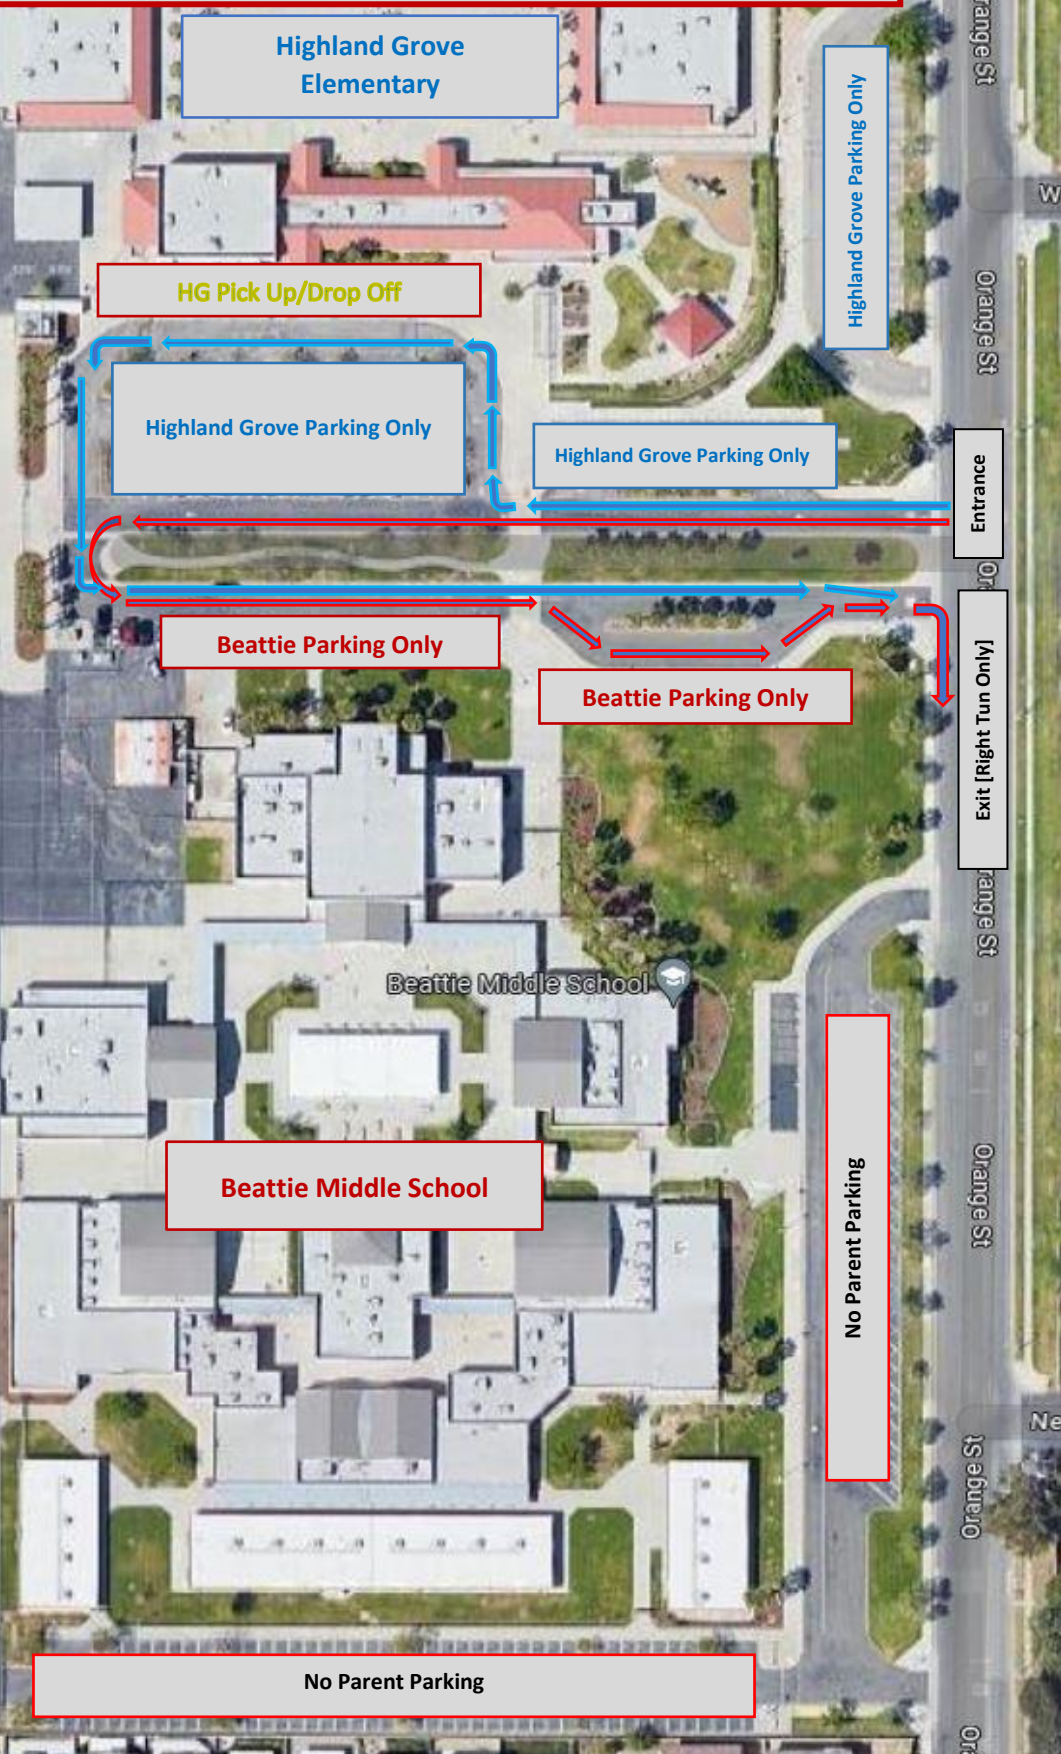 Highland Grove
Elementary
Highland Grove Parking Only
Orange St
HG Pick Up/Drop Off
Orange St
Highland Grove Parking Only
Highland Grove Parking Only
Entrance
Beattie Parking Only
Beattie Parking Only
Exit [Right Tun Only]
Beattie Middle School
Beattie Middle School
No Parent Parking
Orange St
Orange St
No Parent Parking